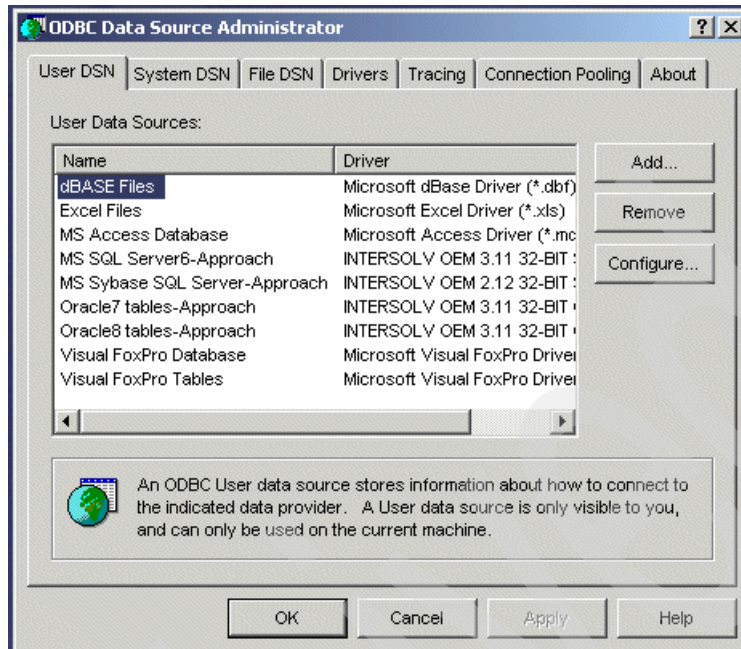 ODBC Data Source Administrator
User DSN System DSN File DSN Drivers Tracing Connection Pooling About
User Data Sources:
Name Driver
dBASE Files Microsoft dBase Driver (*.dbf)
Excel Files Microsoft Excel Driver (*.xls)
MS Access Database Microsoft Access Driver (*.mc
MS SQL Server6-Approach INTERSOLV OEM 3.11 32-BIT S
MS Sybase SQL Server-Approach INTERSOLV OEM 2.12 32-BIT
Oracle7 tables-Approach INTERSOLV OEM 3.11 32-BIT
Oracle8 tables-Approach INTERSOLV OEM 3.11 32-BIT
Visual FoxPro Database Microsoft Visual FoxPro Driver
Visual FoxPro Tables Microsoft Visual FoxPro Driver
Add...
Remove
Configure...
An ODBC User data source stores information about how to connect to
the indicated data provider. A User data source is only visible to you,
and can only be used on the current machine.
OK Cancel Apply Help